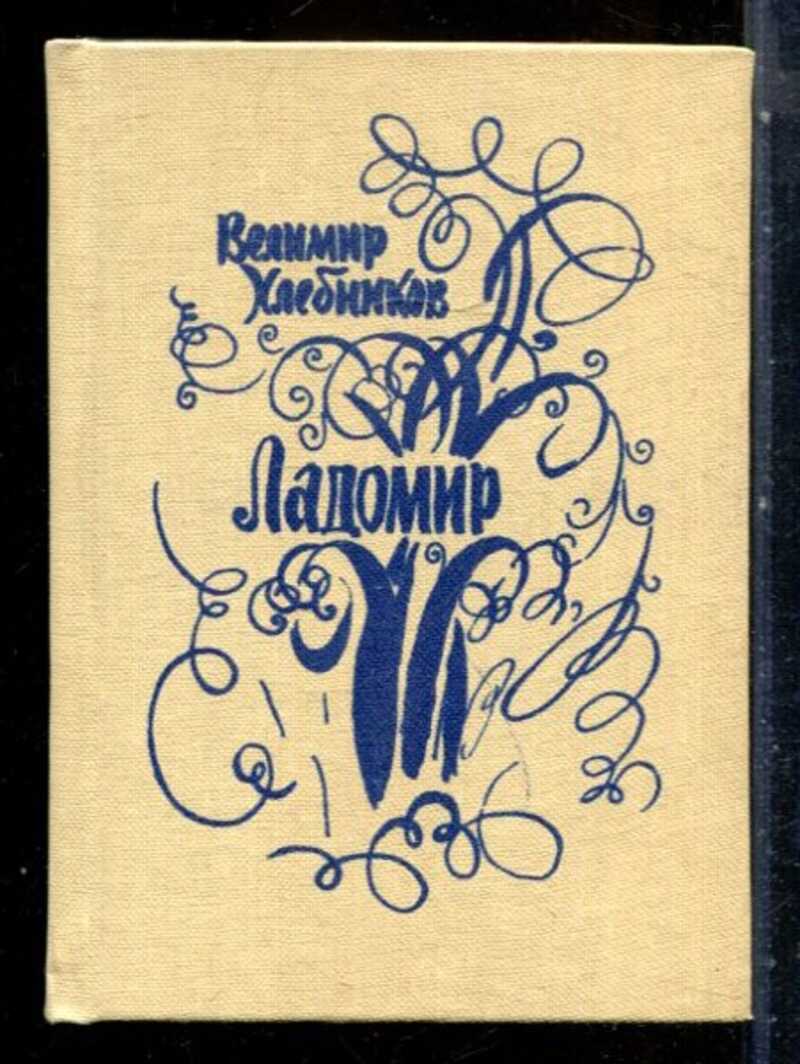 Велимир
Хлебников
Ладомир